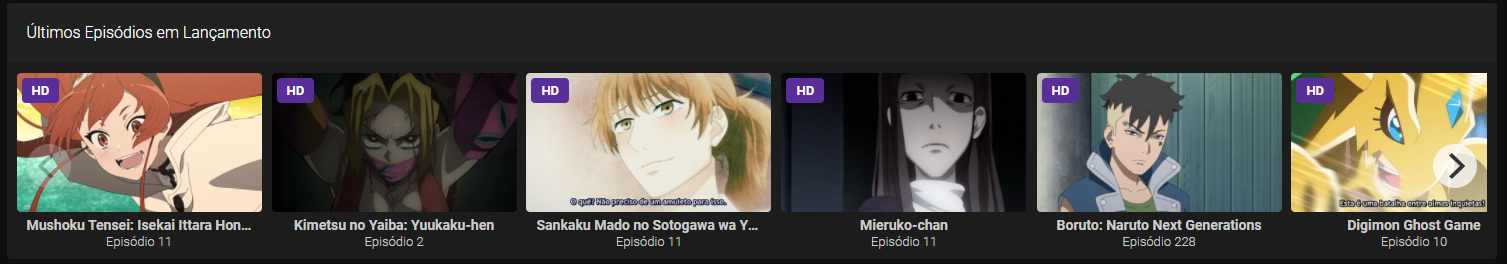 Últimos Episódios em Lançamento
HD
HD
HD
HD
HD
HD
O quê? Não preciso de um amuleto para isso.
Esta é uma batalha entre almas inquietas!
Mushoku Tensei: Isekai Ittara Hon...
Episódio 11
Kimetsu no Yaiba: Yuukaku-hen
Episódio 2
Sankaku Mado no Sotogawa wa Y...
Episódio 11
Mieruko-chan
Episódio 11
Boruto: Naruto Next Generations
Episódio 228
Digimon Ghost Game
Episódio 10